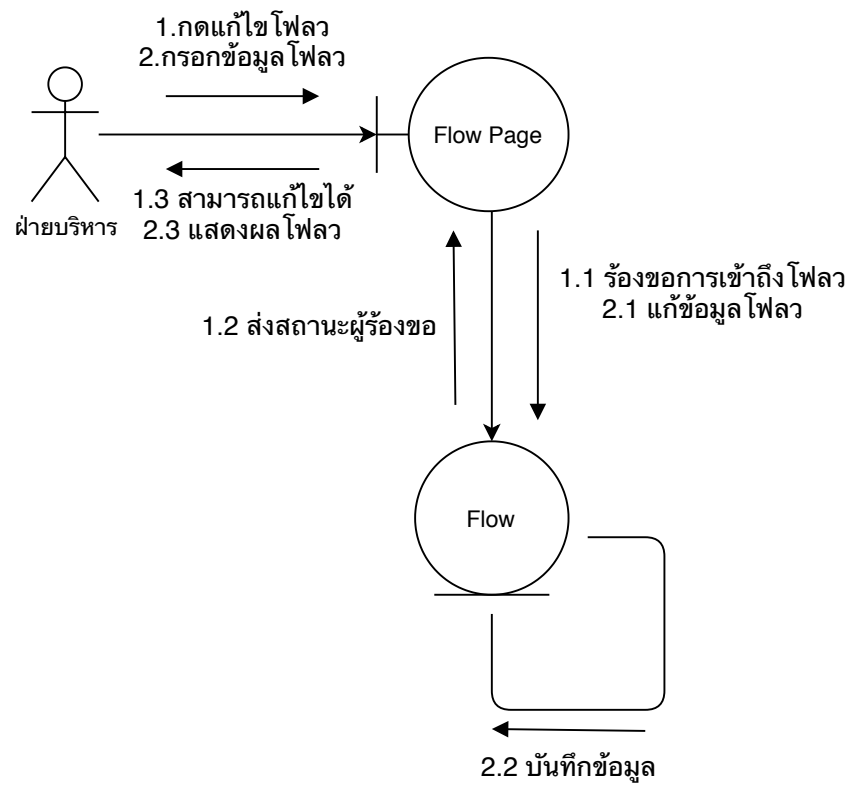 1.กดแก้ไขโฟลว
2.กรอกข้อมูลโฟลว
Flow Page
1.3 สามารถแก้ไขได้
2.3 แสดงผลโฟลว
ฝ่ายบริหาร
1.1 ร้องขอการเข้าถึงโฟลว
2.1 แก้ข้อมูลโฟลว
1.2 ส่งสถานะผู้ร้องขอ
Flow
2.2 บันทึกข้อมูล